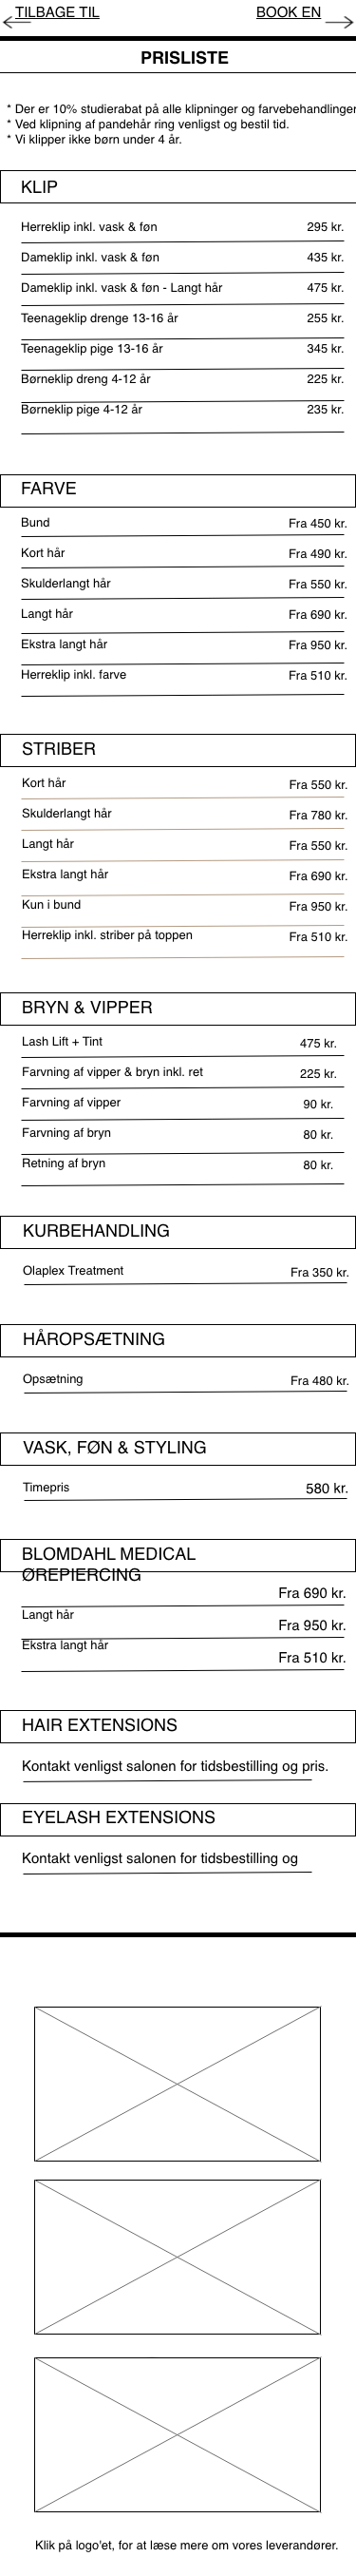 TILBAGE TIL BOOK EN
PRISLISTE
* Der er 10% studierabat på alle klipninger og farvebehandlinger
* Ved klipning af pandehår ring venligst og bestil tid.
* Vi klipper ikke børn under 4 år.
KLIP
Herreklip inkl. vask & føn 295 kr.
Dameklip inkl. vask & føn 435 kr.
Dameklip inkl. vask & føn - Langt hår 475 kr.
Teenageklip drenge 13-16 år 255 kr.
Teenageklip pige 13-16 år 345 kr.
Børneklip dreng 4-12 år 225 kr.
Børneklip pige 4-12 år 235 kr.
FARVE
Bund Fra 450 kr.
Kort hår Fra 490 kr.
Skulderlangt hår Fra 550 kr.
Langt hår Fra 690 kr.
Ekstra langt hår Fra 950 kr.
Herreklip inkl. farve Fra 510 kr.
STRIBER
Kort hår Fra 550 kr.
Skulderlangt hår Fra 780 kr.
Langt hår Fra 550 kr.
Ekstra langt hår Fra 690 kr.
Kun i bund Fra 950 kr.
Herreklip inkl. striber på toppen Fra 510 kr.
BRYN & VIPPER
Lash Lift + Tint 475 kr.
Farvning af vipper & bryn inkl. ret 225 kr.
Farvning af vipper 90 kr.
Farvning af bryn 80 kr.
Retning af bryn 80 kr.
KURBEHANDLING
Olaplex Treatment Fra 350 kr.
HÅROPSÆTNING
Opsætning Fra 480 kr.
VASK, FØN & STYLING
Timepris 580 kr.
BLOMDAHL MEDICAL
ØREPIERCING
Fra 690 kr.
Langt hår Fra 950 kr.
Ekstra langt hår Fra 510 kr.
HAIR EXTENSIONS
Kontakt venligst salonen for tidsbestilling og pris.
EYELASH EXTENSIONS
Kontakt venligst salonen for tidsbestilling og
Klik på logo'et, for at læse mere om vores leverandører.